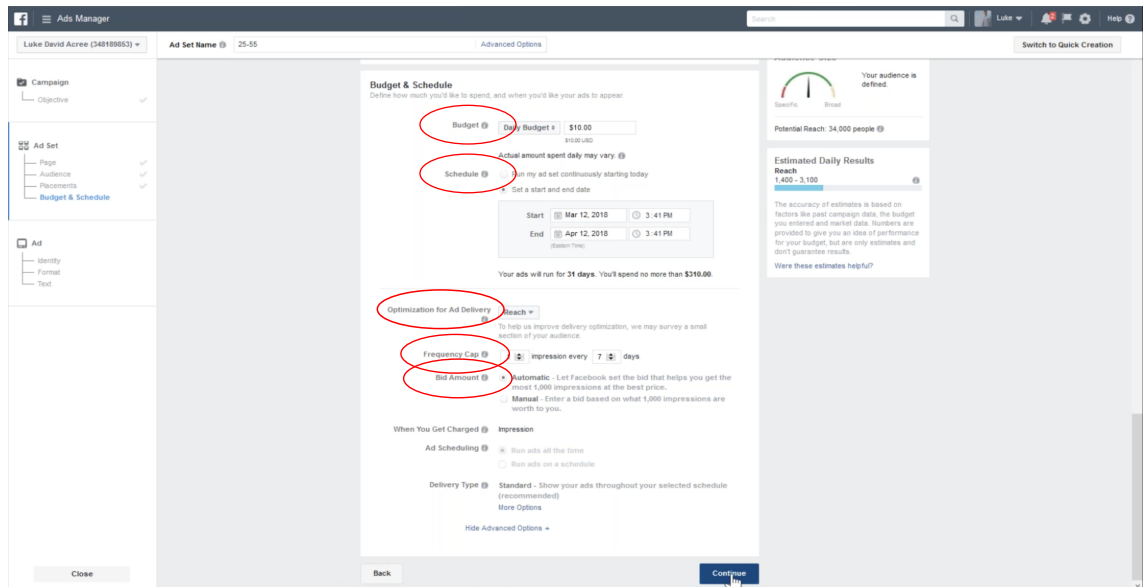 f Ads Manager
Search
Luke
2
Help
Luke David Acree (348189853)
Ad Set Name 25-55
Advanced Options
Switch to Quick Creation
Campaign
Objective
Ad Set
Page
Audience
Placements
Budget & Schedule
Ad
Identity
Format
Text
Close
Budget & Schedule
Define how much you'd like to spend, and when you'd like your ads to appear.
Budget Daily Budget $10.00
$10.00 USD
Actual amount spent daily may vary.
Schedule Run my ad set continuously starting today
Set a start and end date
Start Mar 12, 2018 3:41PM
End Apr 12, 2018 3:41PM
(Eastern Time)
Your ads will run for 31 days. You'll spend no more than $310.00.
Optimization for Ad Delivery Reach
To help us improve delivery optimization, we may survey a small
section of your audience.
Frequency Cap impression every 7 days
Bid Amount Automatic - Let Facebook set the bid that helps you get the
most 1,000 impressions at the best price.
Manual - Enter a bid based on what 1,000 impressions are
worth to you.
When You Get Charged Impression
Ad Scheduling Run ads all the time
Run ads on a schedule
Delivery Type Standard - Show your ads throughout your selected schedule
(recommended)
More Options
Hide Advanced Options
Back
Continue
Your audience is
defined.
Specific Broad
Potential Reach: 34,000 people
Estimated Daily Results
Reach
1,400 - 3,100
The accuracy of estimates is based on
factors like past campaign data, the budget
you entered and market data. Numbers are
provided to give you an idea of performance
for your budget, but are only estimates and
don't guarantee results.
Were these estimates helpful?